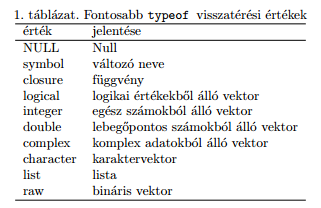 1. táblázat. Fontosabb typeof visszatérési értékek
érték jelentése
NULL Null
symbol változó neve
closure függvény
logical logikai értékekből álló vektor
integer egész számokból álló vektor
double lebegőpontos számokból álló vektor
complex komplex adatokból álló vektor
character karaktervektor
list lista
raw bináris vektor